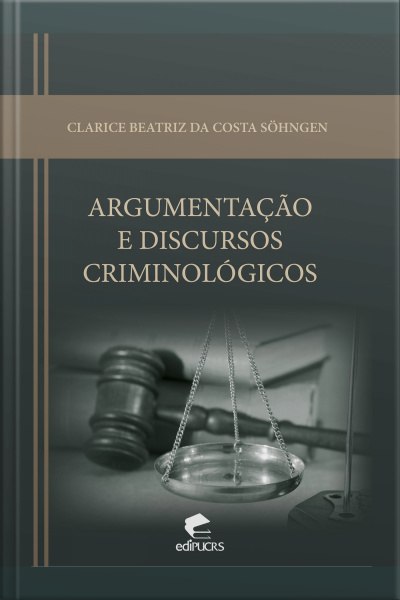 CLARICE BEATRIZ DA COSTA SÖHNGEN
ARGUMENTAÇÃO
E DISCURSOS
CRIMINOLÓGICOS
ediPUCRS